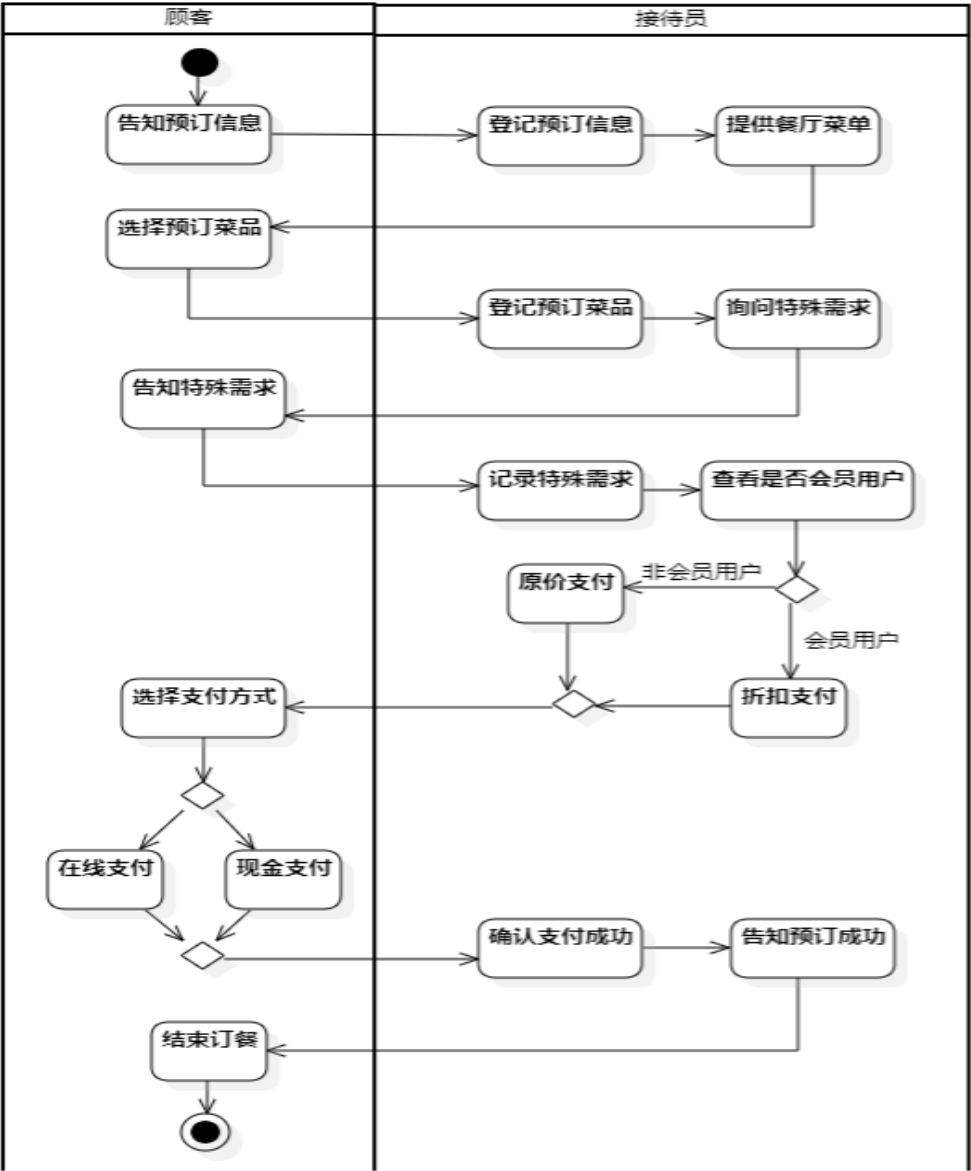 顾客
接待员
告知预订信息
登记预订信息
提供餐厅菜单
选择预订菜品
登记预订菜品
询问特殊需求
告知特殊需求
记录特殊需求
查看是否会员用户
原价支付
非会员用户
会员用户
选择支付方式
折扣支付
在线支付
现金支付
确认支付成功
告知预订成功
结束订餐